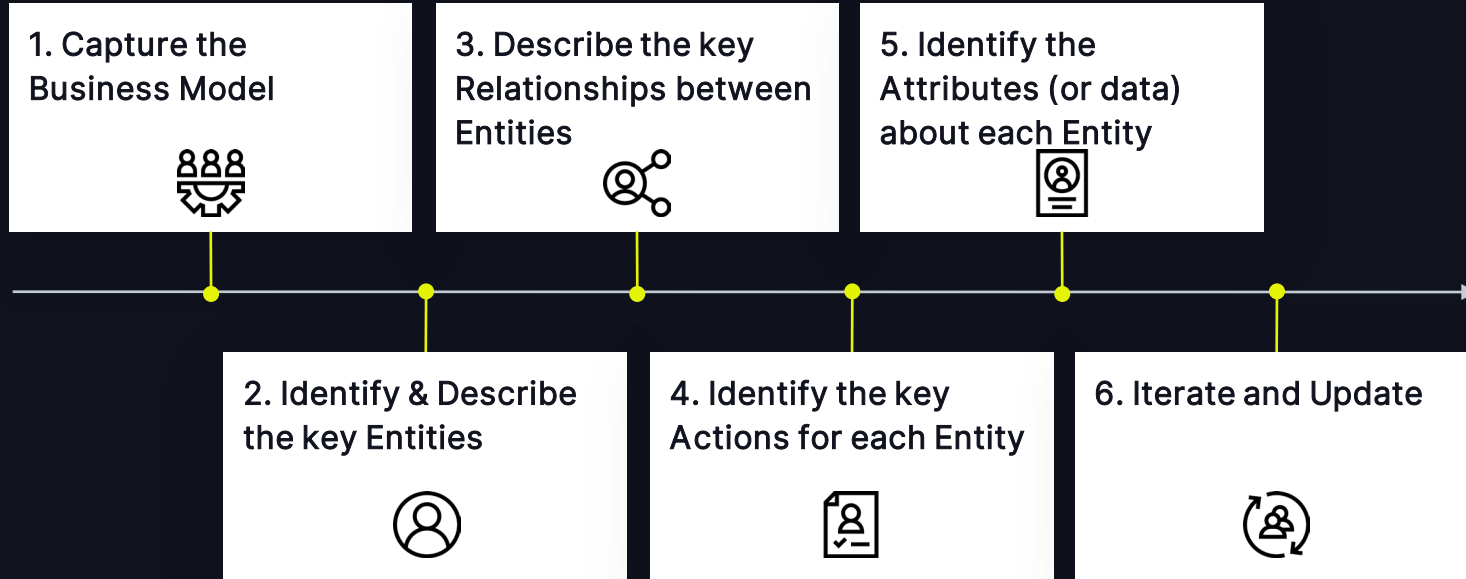 1. Capture the
Business Model
2. Identify & Describe
the key Entities
3. Describe the key
Relationships between
Entities
4. Identify the key
Actions for each Entity
5. Identify the
Attributes (or data)
about each Entity
6. Iterate and Update